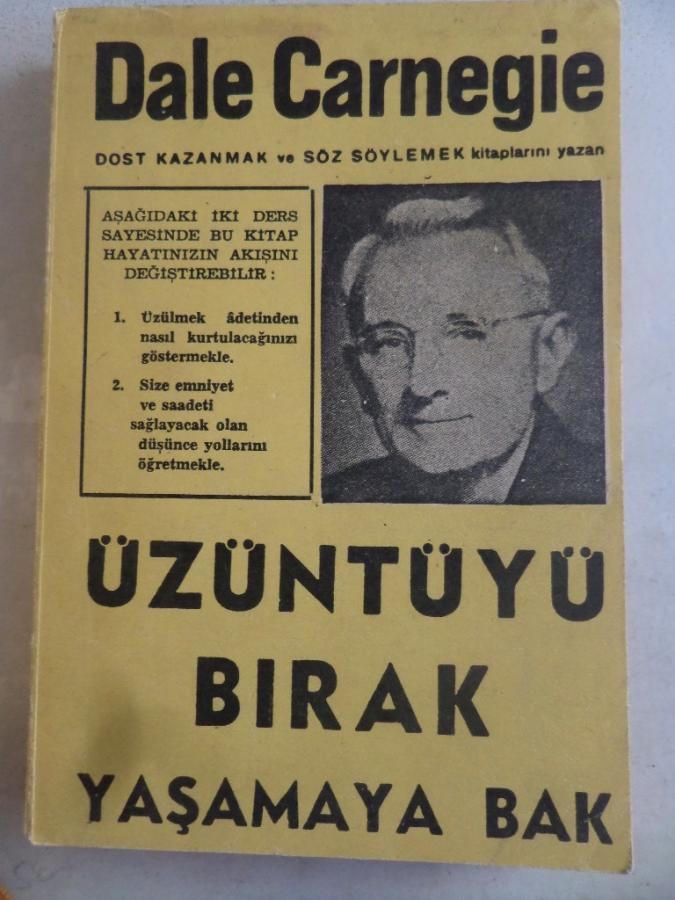 Dale Carnegie
DOST KAZANMAK ve SÖZ SÖYLEMEK kitaplarını yazan
AŞAĞIDAKİ İKİ DERS
SAYESİNDE BU KİTAP
HAYATINIZIN AKIŞINI
DEĞİŞTİREBİLİR :
1. Üzülmek âdetinden
nasıl kurtulacağınızı
göstermekle.
2. Size emniyet
ve saadeti
sağlayacak olan
düşünce yollarını
öğretmekle.
ÜZÜNTÜYÜ
BIRAK
YAŞAMAYA BAK